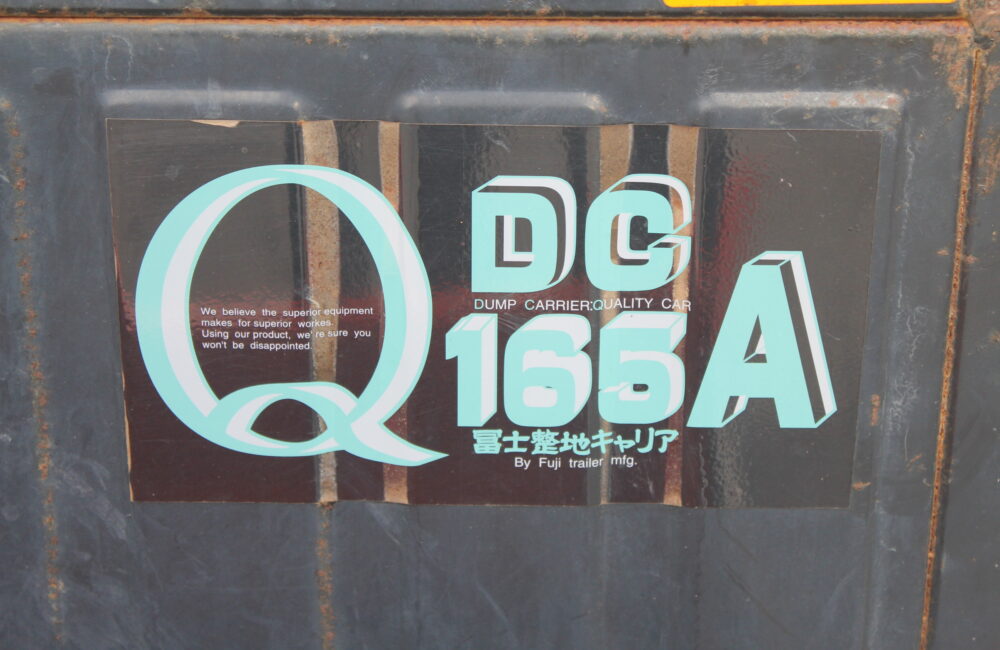 Q
We believe the superior equipment
makes for superior workes.
Using our product, we're sure you
won't be disappointed.
DC
DUMP CARRIER:QUALITY CAR
165A
冨士整地キャリア
By Fuji trailer mfg.